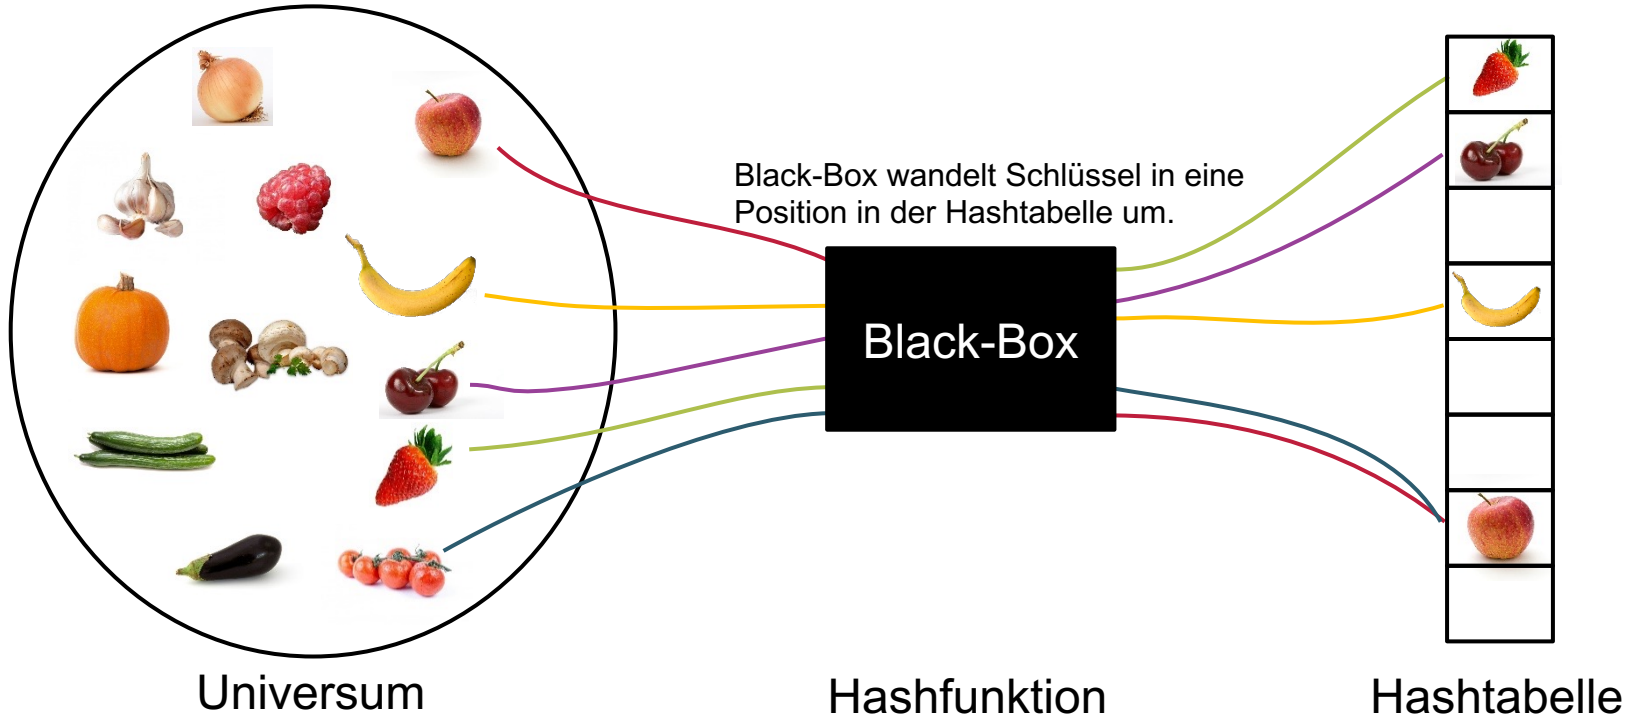 Black-Box wandelt Schlüssel in eine
Position in der Hashtabelle um.
Black-Box
Universum
Hashfunktion
Hashtabelle